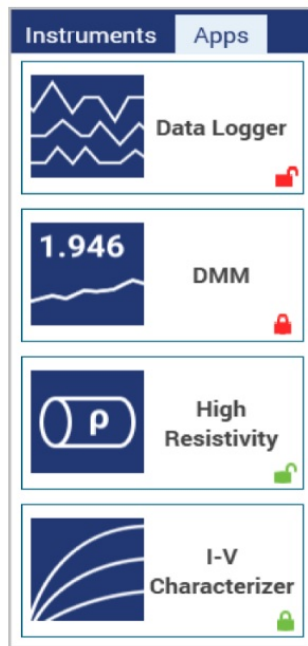 Instruments Apps
Data Logger
1.946
DMM
ρ
High
Resistivity
I-V
Characterizer